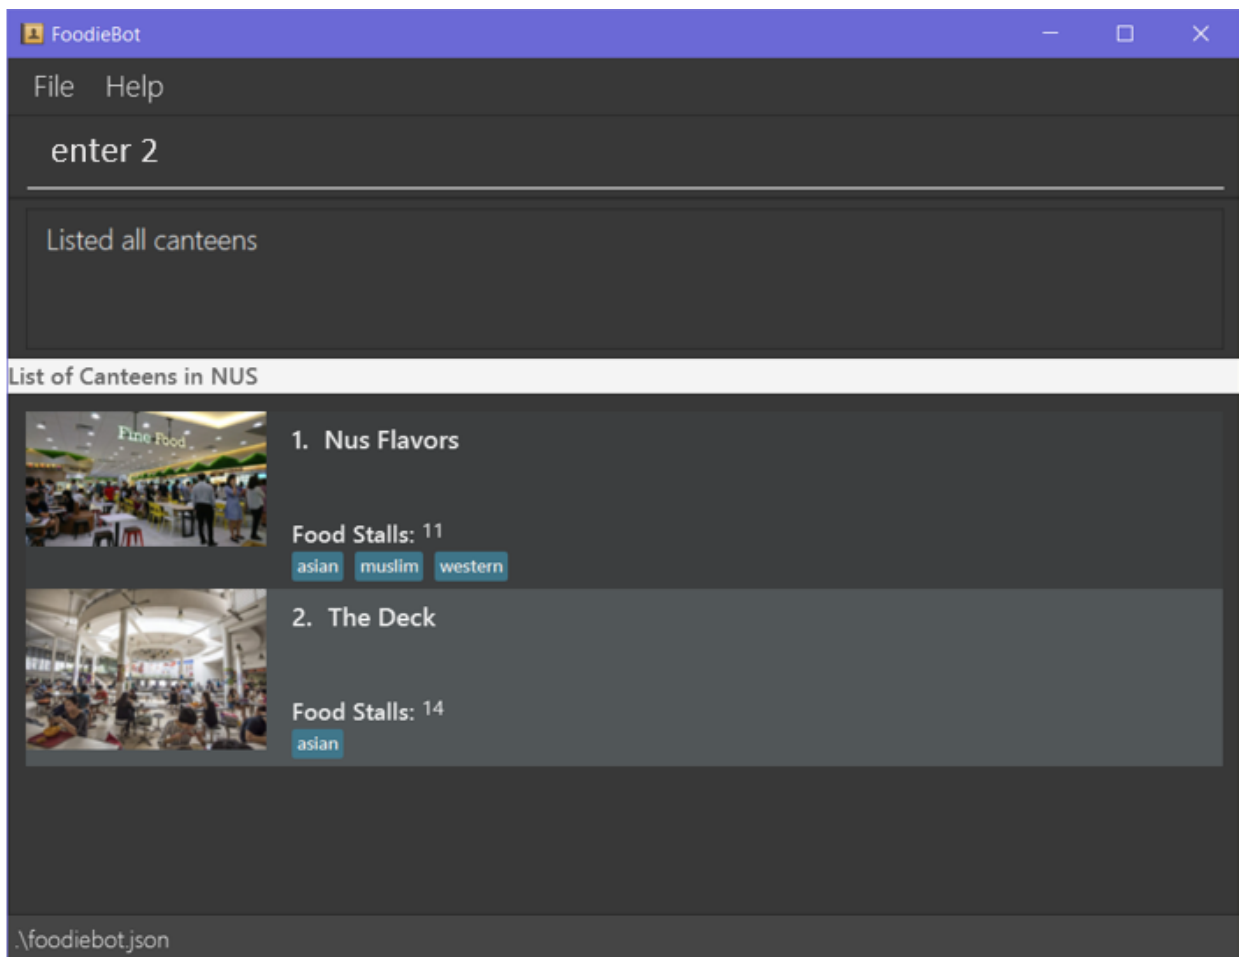 FoodieBot
File Help
enter 2
Listed all canteens
List of Canteens in NUS
Fine Food
1. Nus Flavors
Food Stalls: 11
asian muslim western
2. The Deck
Food Stalls: 14
asian
.\foodiebot.json